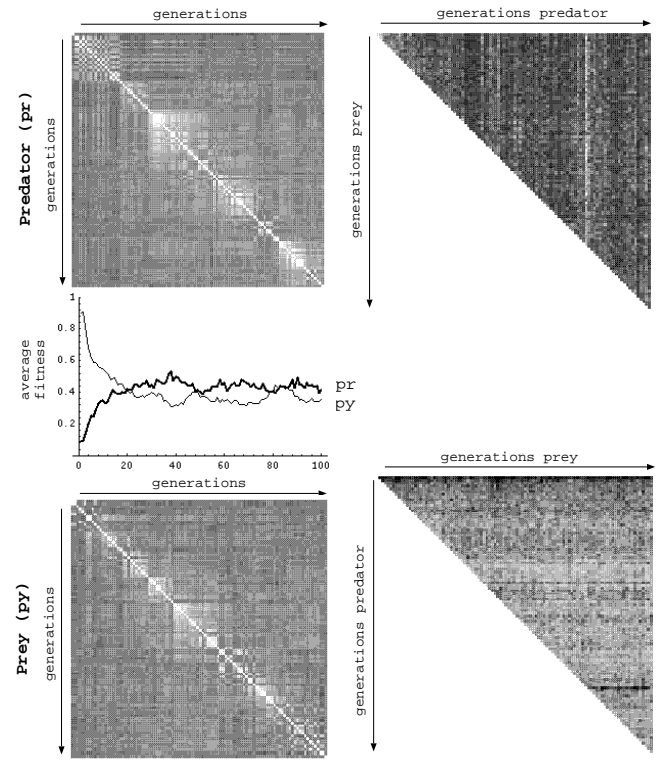 generations
generations predator
Predator (pr)
generations
generations prey
average
fitness
1
0.8
0.6
0.4
0.2
0 20 40 60 80 100
pr
py
generations
generations prey
Prey (py)
generations
generations predator